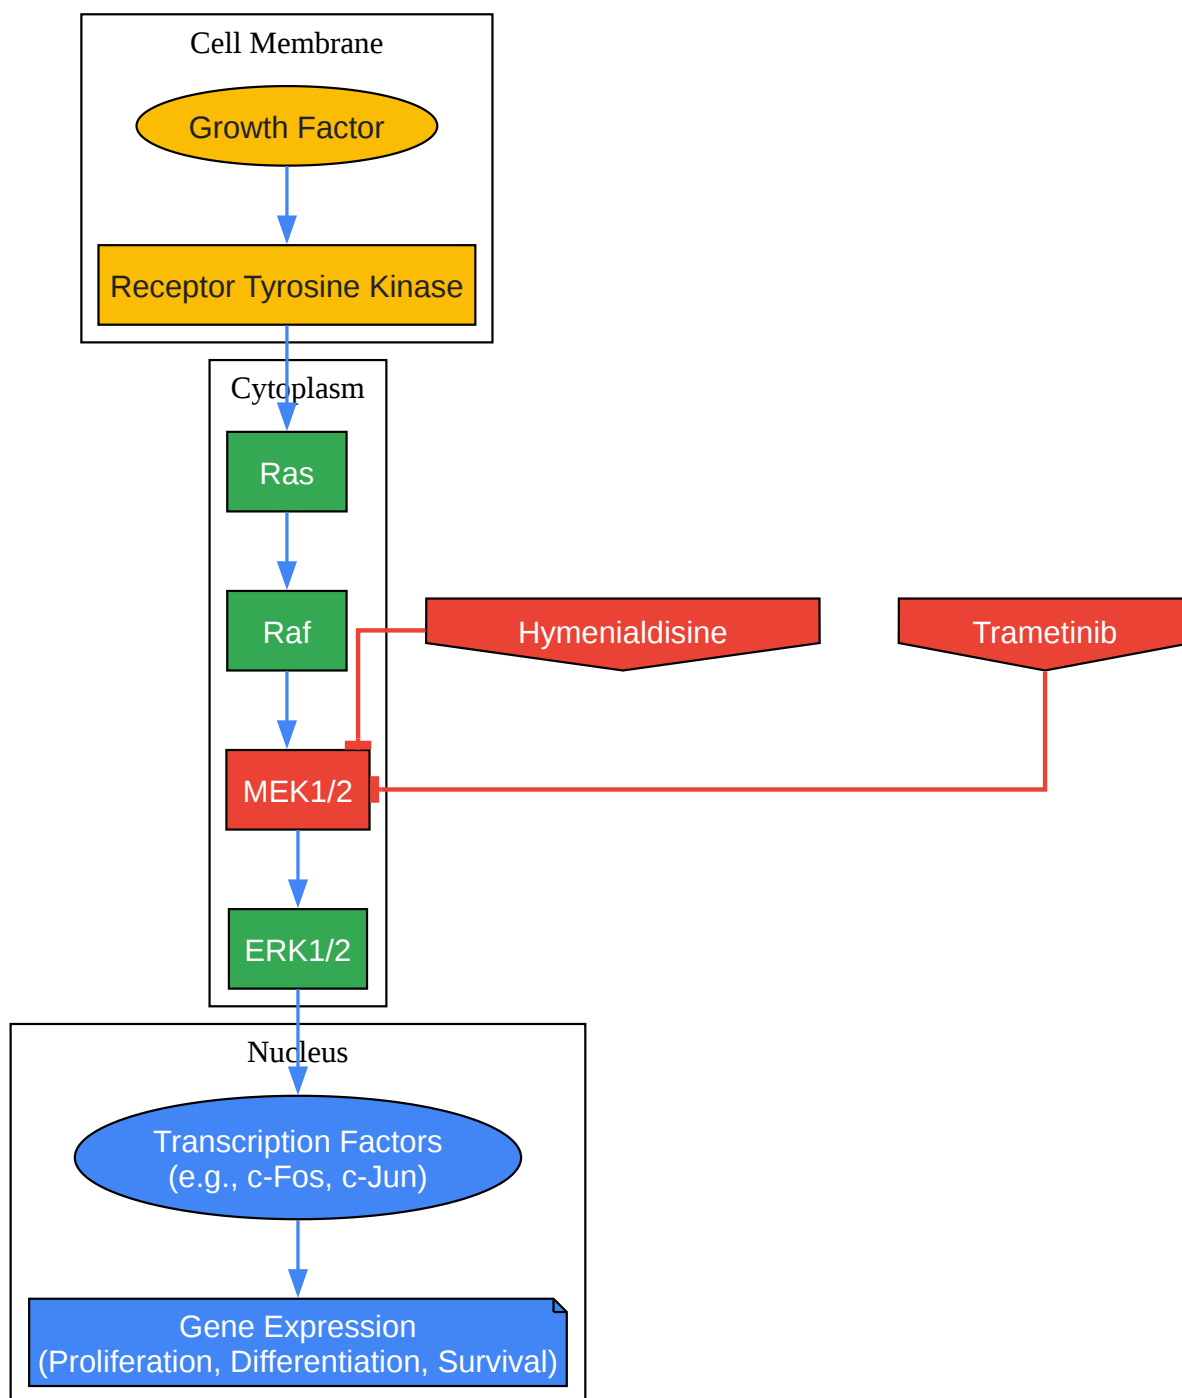 Cell Membrane
Growth Factor
Receptor Tyrosine Kinase
Cytoplasm
Ras
Raf
Hymenialdisine
Trametinib
MEK1/2
ERK1/2
Nucleus
Transcription Factors
(e.g., c-Fos, c-Jun)
Gene Expression
(Proliferation, Differentiation, Survival)